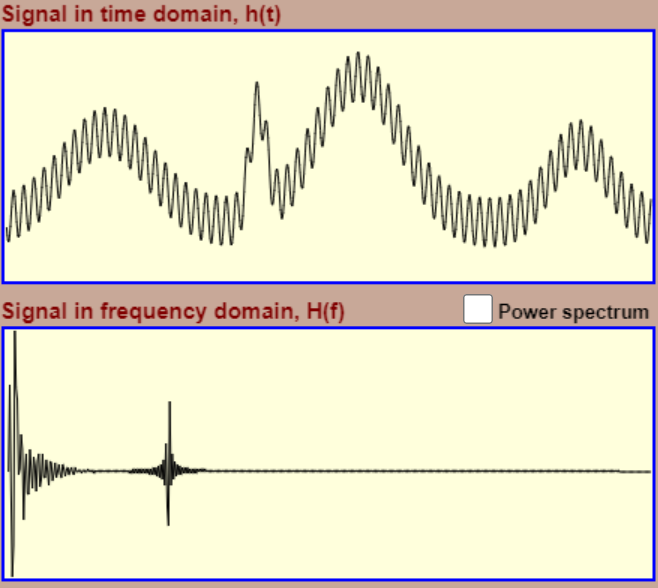 Signal in time domain, h(t)
Signal in frequency domain, H(f)
Power spectrum